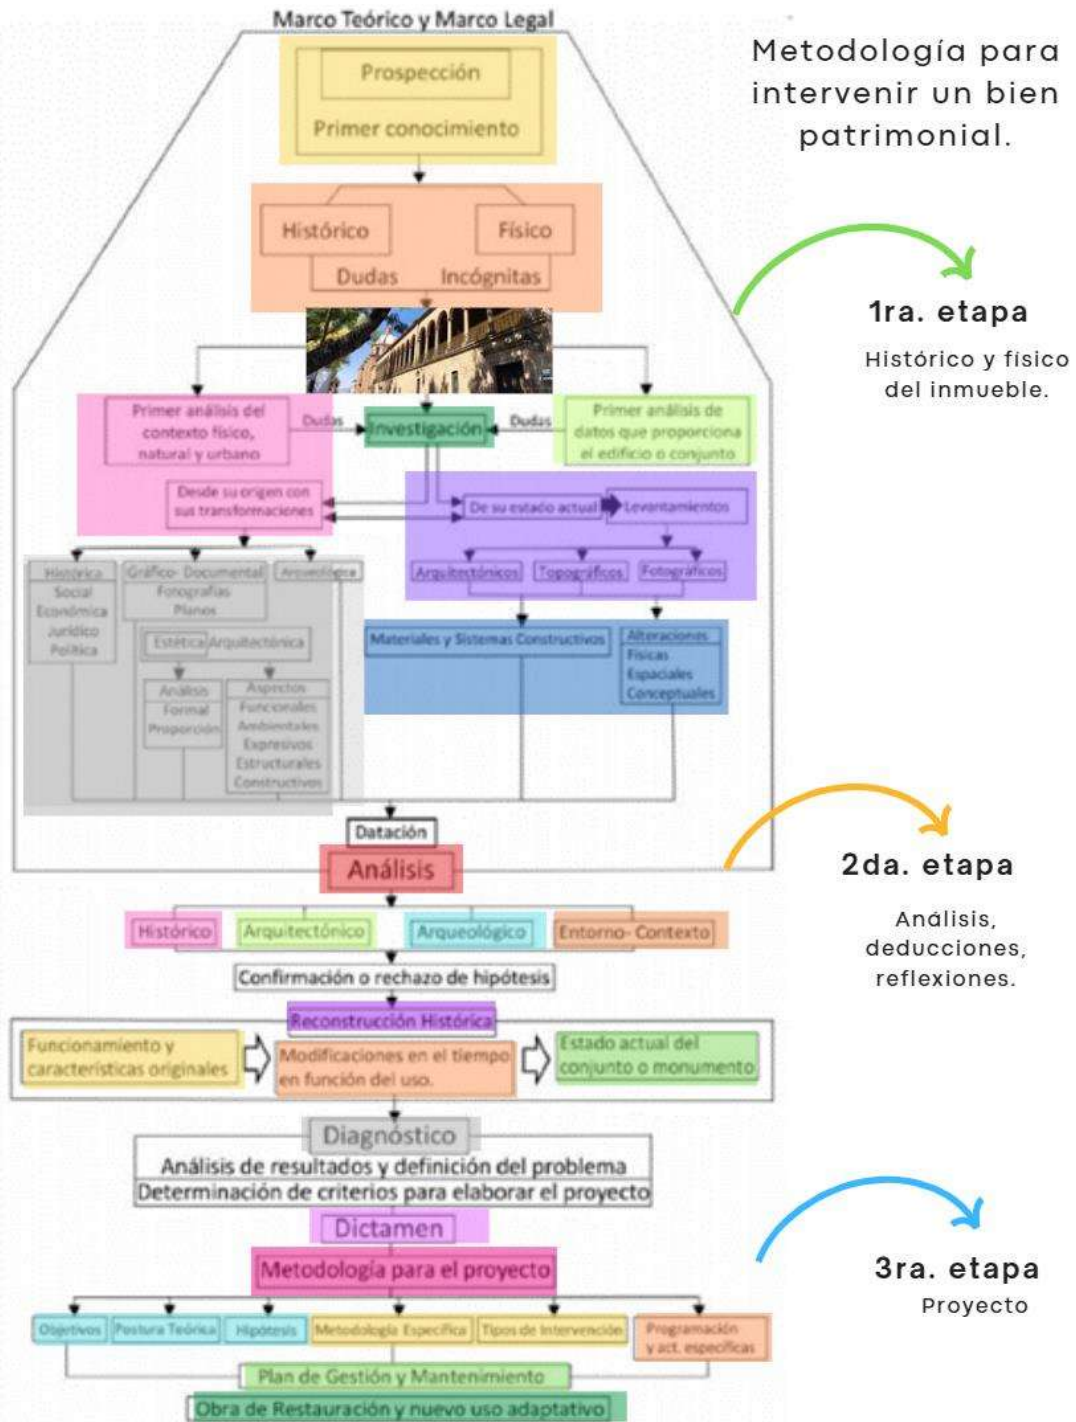 Marco Teórico y Marco Legal
Metodología para
intervenir un bien
patrimonial.
Prospección
Primer conocimiento
Histórico
Físico
Dudas
Incógnitas
1ra. etapa
Histórico y físico
del inmueble.
Primer análisis del
contexto físico,
natural y urbano
Dudas
Investigación
Dudas
Primer análisis de
datos que proporciona
el edificio o conjunto
Desde su origen con
sus transformaciones
De su estado actual
Levantamientos
Histórica
Social
Económica
Jurídico
Política
Gráfico- Documental
Fotografías
Planos
Arqueológica
Estética Arquitectónica
Análisis
Formal
Proporción
Aspectos
Funcionales
Ambientales
Expresivos
Estructurales
Constructivos
Arquitectónicos
Topográficos
Fotográficos
Materiales y Sistemas Constructivos
Alteraciones
Físicas
Espaciales
Conceptuales
Datación
Análisis
2da. etapa
Análisis,
deducciones,
reflexiones.
Histórico
Arquitectónico
Arqueológico
Entorno- Contexto
Confirmación o rechazo de hipótesis
Reconstrucción Histórica
Funcionamiento y
características originales
Modificaciones en el tiempo
en función del uso.
Estado actual del
conjunto o monumento
Diagnóstico
Análisis de resultados y definición del problema
Determinación de criterios para elaborar el proyecto
Dictamen
Metodología para el proyecto
3ra. etapa
Proyecto
Objetivos
Postura Teórica
Hipótesis
Metodología Específica
Tipos de Intervención
Programación
y act. específicas
Plan de Gestión y Mantenimiento
Obra de Restauración y nuevo uso adaptativo